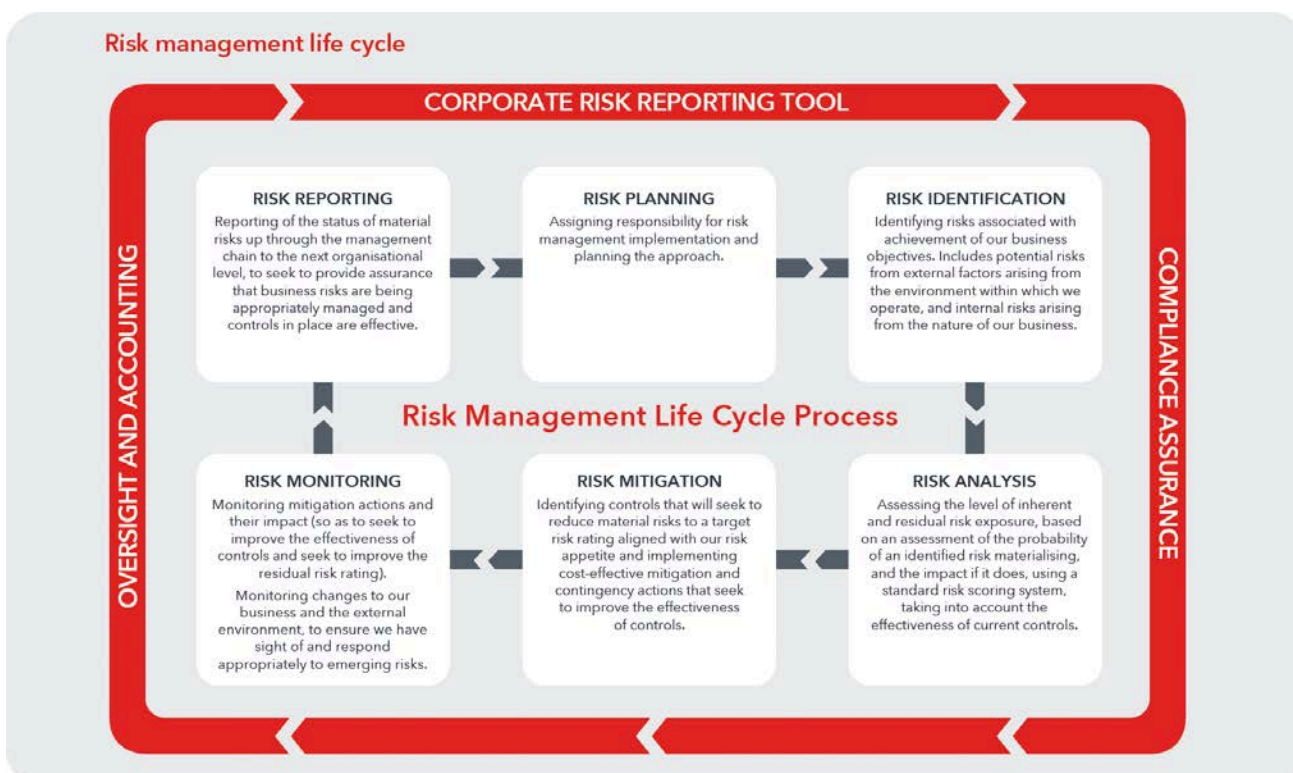 Risk management life cycle
CORPORATE RISK REPORTING TOOL
OVERSIGHT AND ACCOUNTING
COMPLIANCE ASSURANCE
RISK REPORTING
Reporting of the status of material
risks up through the management
chain to the next organisational
level, to seek to provide assurance
that business risks are being
appropriately managed and
controls in place are effective.
RISK PLANNING
Assigning responsibility for risk
management implementation and
planning the approach.
RISK IDENTIFICATION
Identifying risks associated with
achievement of our business
objectives. Includes potential risks
from external factors arising from
the environment within which we
operate, and internal risks arising
from the nature of our business.
Risk Management Life Cycle Process
RISK MONITORING
Monitoring mitigation actions and
their impact (so as to seek to
improve the effectiveness of
controls and seek to improve the
residual risk rating).
Monitoring changes to our
business and the external
environment, to ensure we have
sight of and respond
appropriately to emerging risks.
RISK MITIGATION
Identifying controls that will seek to
reduce material risks to a target
risk rating aligned with our risk
appetite and implementing
cost-effective mitigation and
contingency actions that seek
to improve the effectiveness
of controls.
RISK ANALYSIS
Assessing the level of inherent
and residual risk exposure, based
on an assessment of the probability
of an identified risk materialising,
and the impact if it does, using a
standard risk scoring system,
taking into account the
effectiveness of current controls.